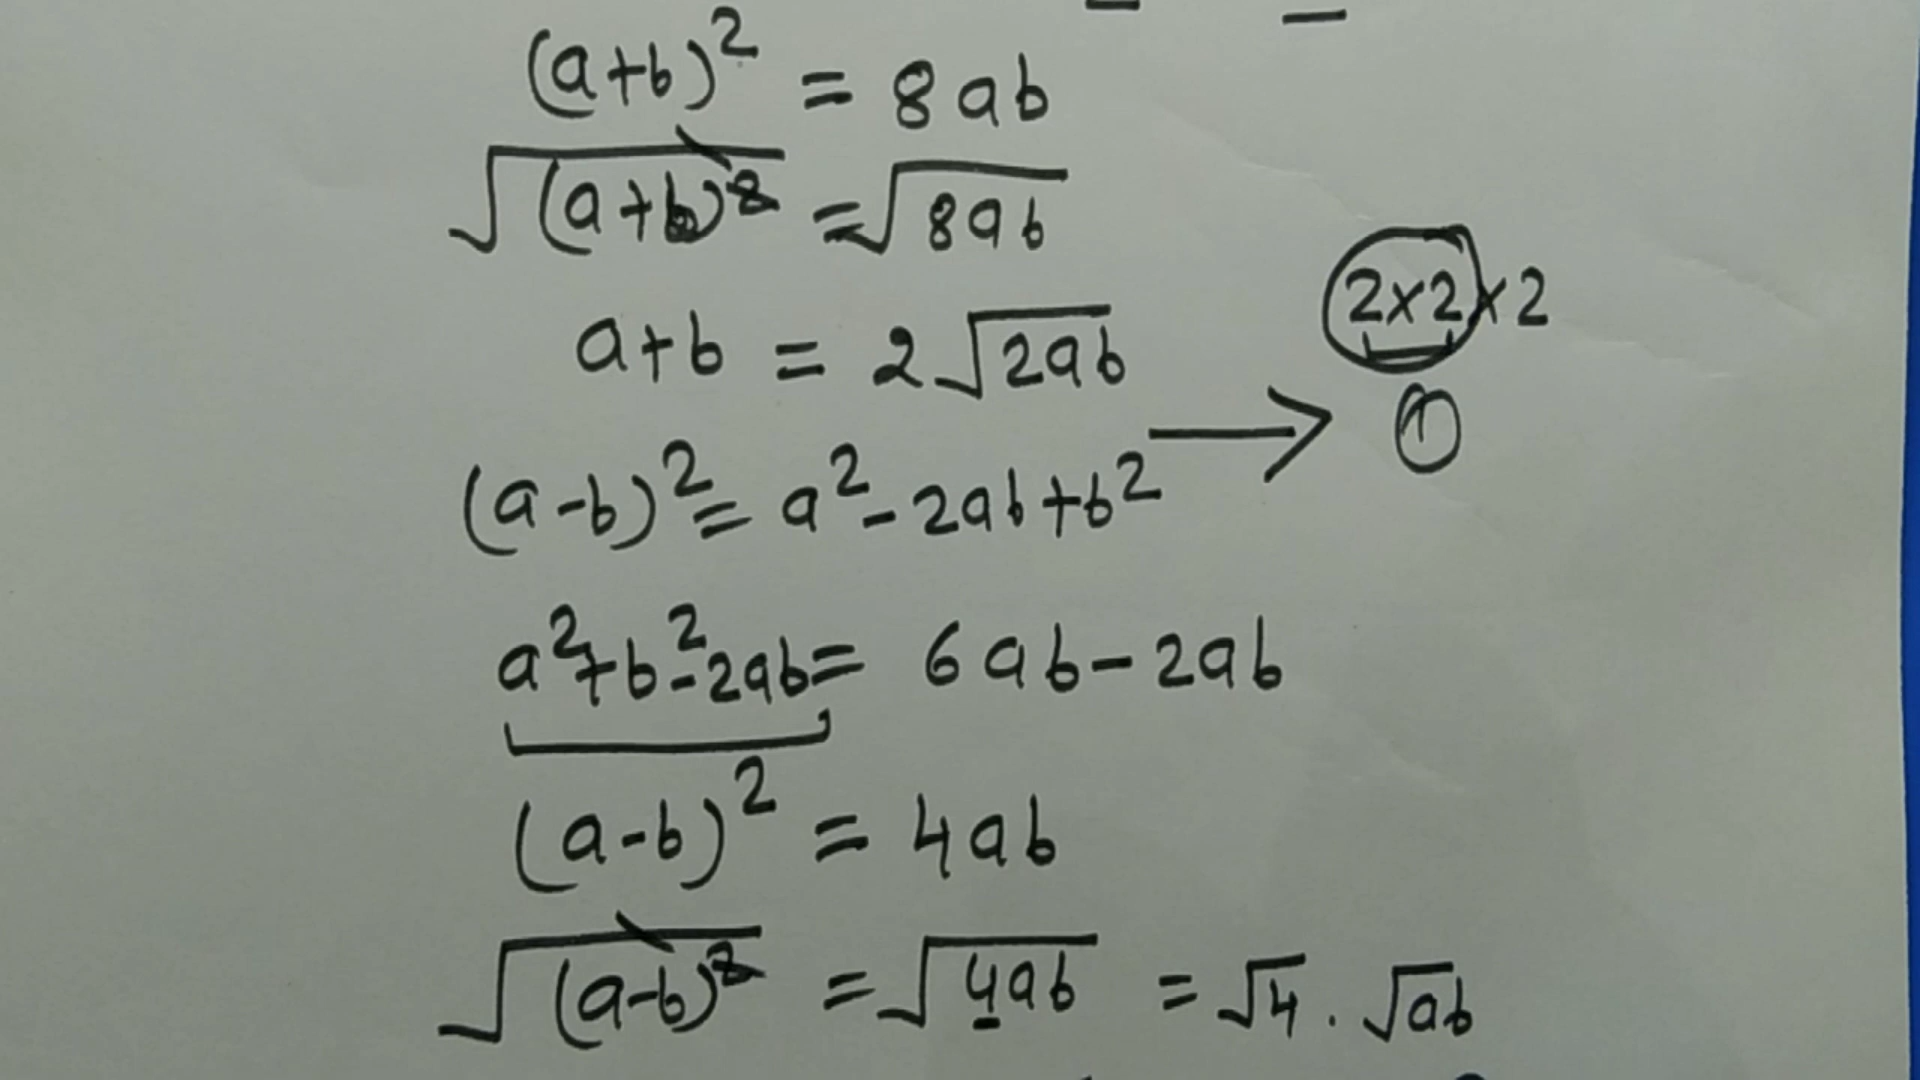 (a+b)² = 8ab
√(a+b)² = √8ab
2×2×2
a+b = 2√2ab → ①
(a-b)² = a²-2ab+b²
a²+b²-2ab = 6ab-2ab
(a-b)² = 4ab
√(a-b)² = √4ab = √4 . √ab